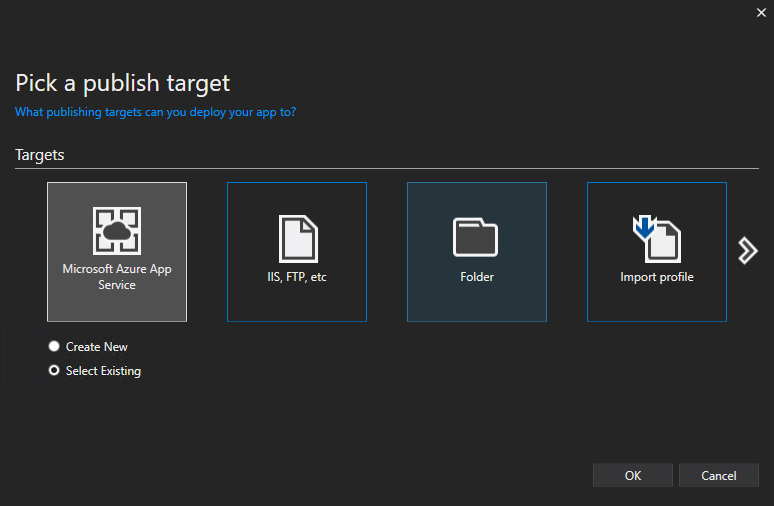 Pick a publish target
What publishing targets can you deploy your app to?
Targets
Microsoft Azure App
Service
IIS, FTP, etc
Folder
Import profile
Create New
Select Existing
OK
Cancel